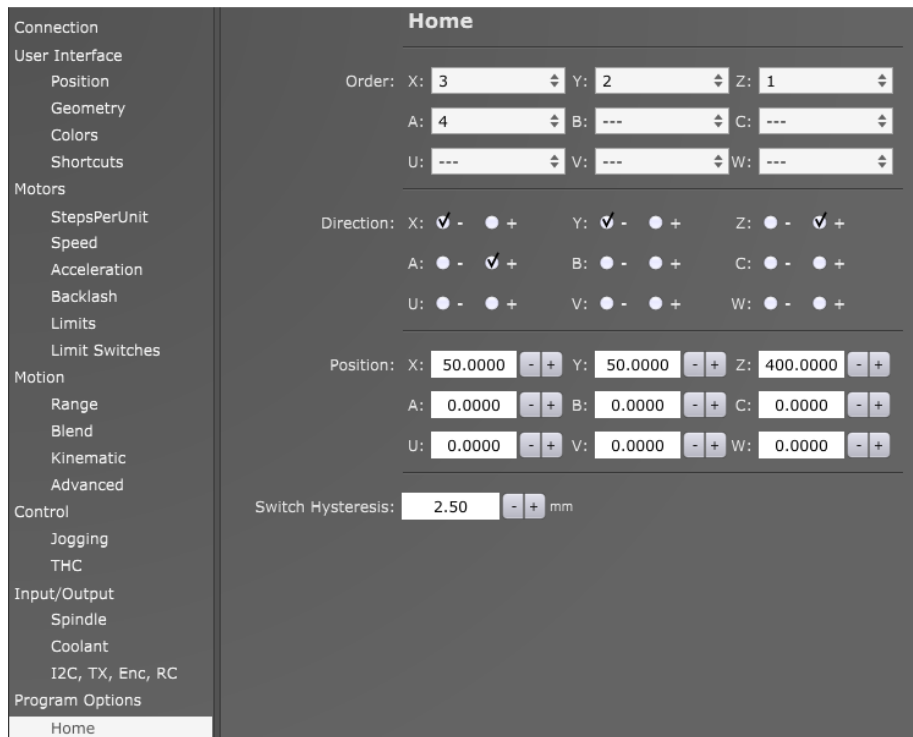 Connection
User Interface
Position
Geometry
Colors
Shortcuts
Motors
StepsPerUnit
Speed
Acceleration
Backlash
Limits
Limit Switches
Motion
Range
Blend
Kinematic
Advanced
Control
Jogging
THC
Input/Output
Spindle
Coolant
I2C, TX, Enc, RC
Program Options
Home
Home
Order: X: 3 Y: 2 Z: 1
A: 4 B: --- C: ---
U: --- V: --- W: ---
Direction: X: - + Y: - + Z: - +
A: - + B: - + C: - +
U: - + V: - + W: - +
Position: X: 50.0000 - + Y: 50.0000 - + Z: 400.0000 - +
A: 0.0000 - + B: 0.0000 - + C: 0.0000 - +
U: 0.0000 - + V: 0.0000 - + W: 0.0000 - +
Switch Hysteresis: 2.50 - + mm